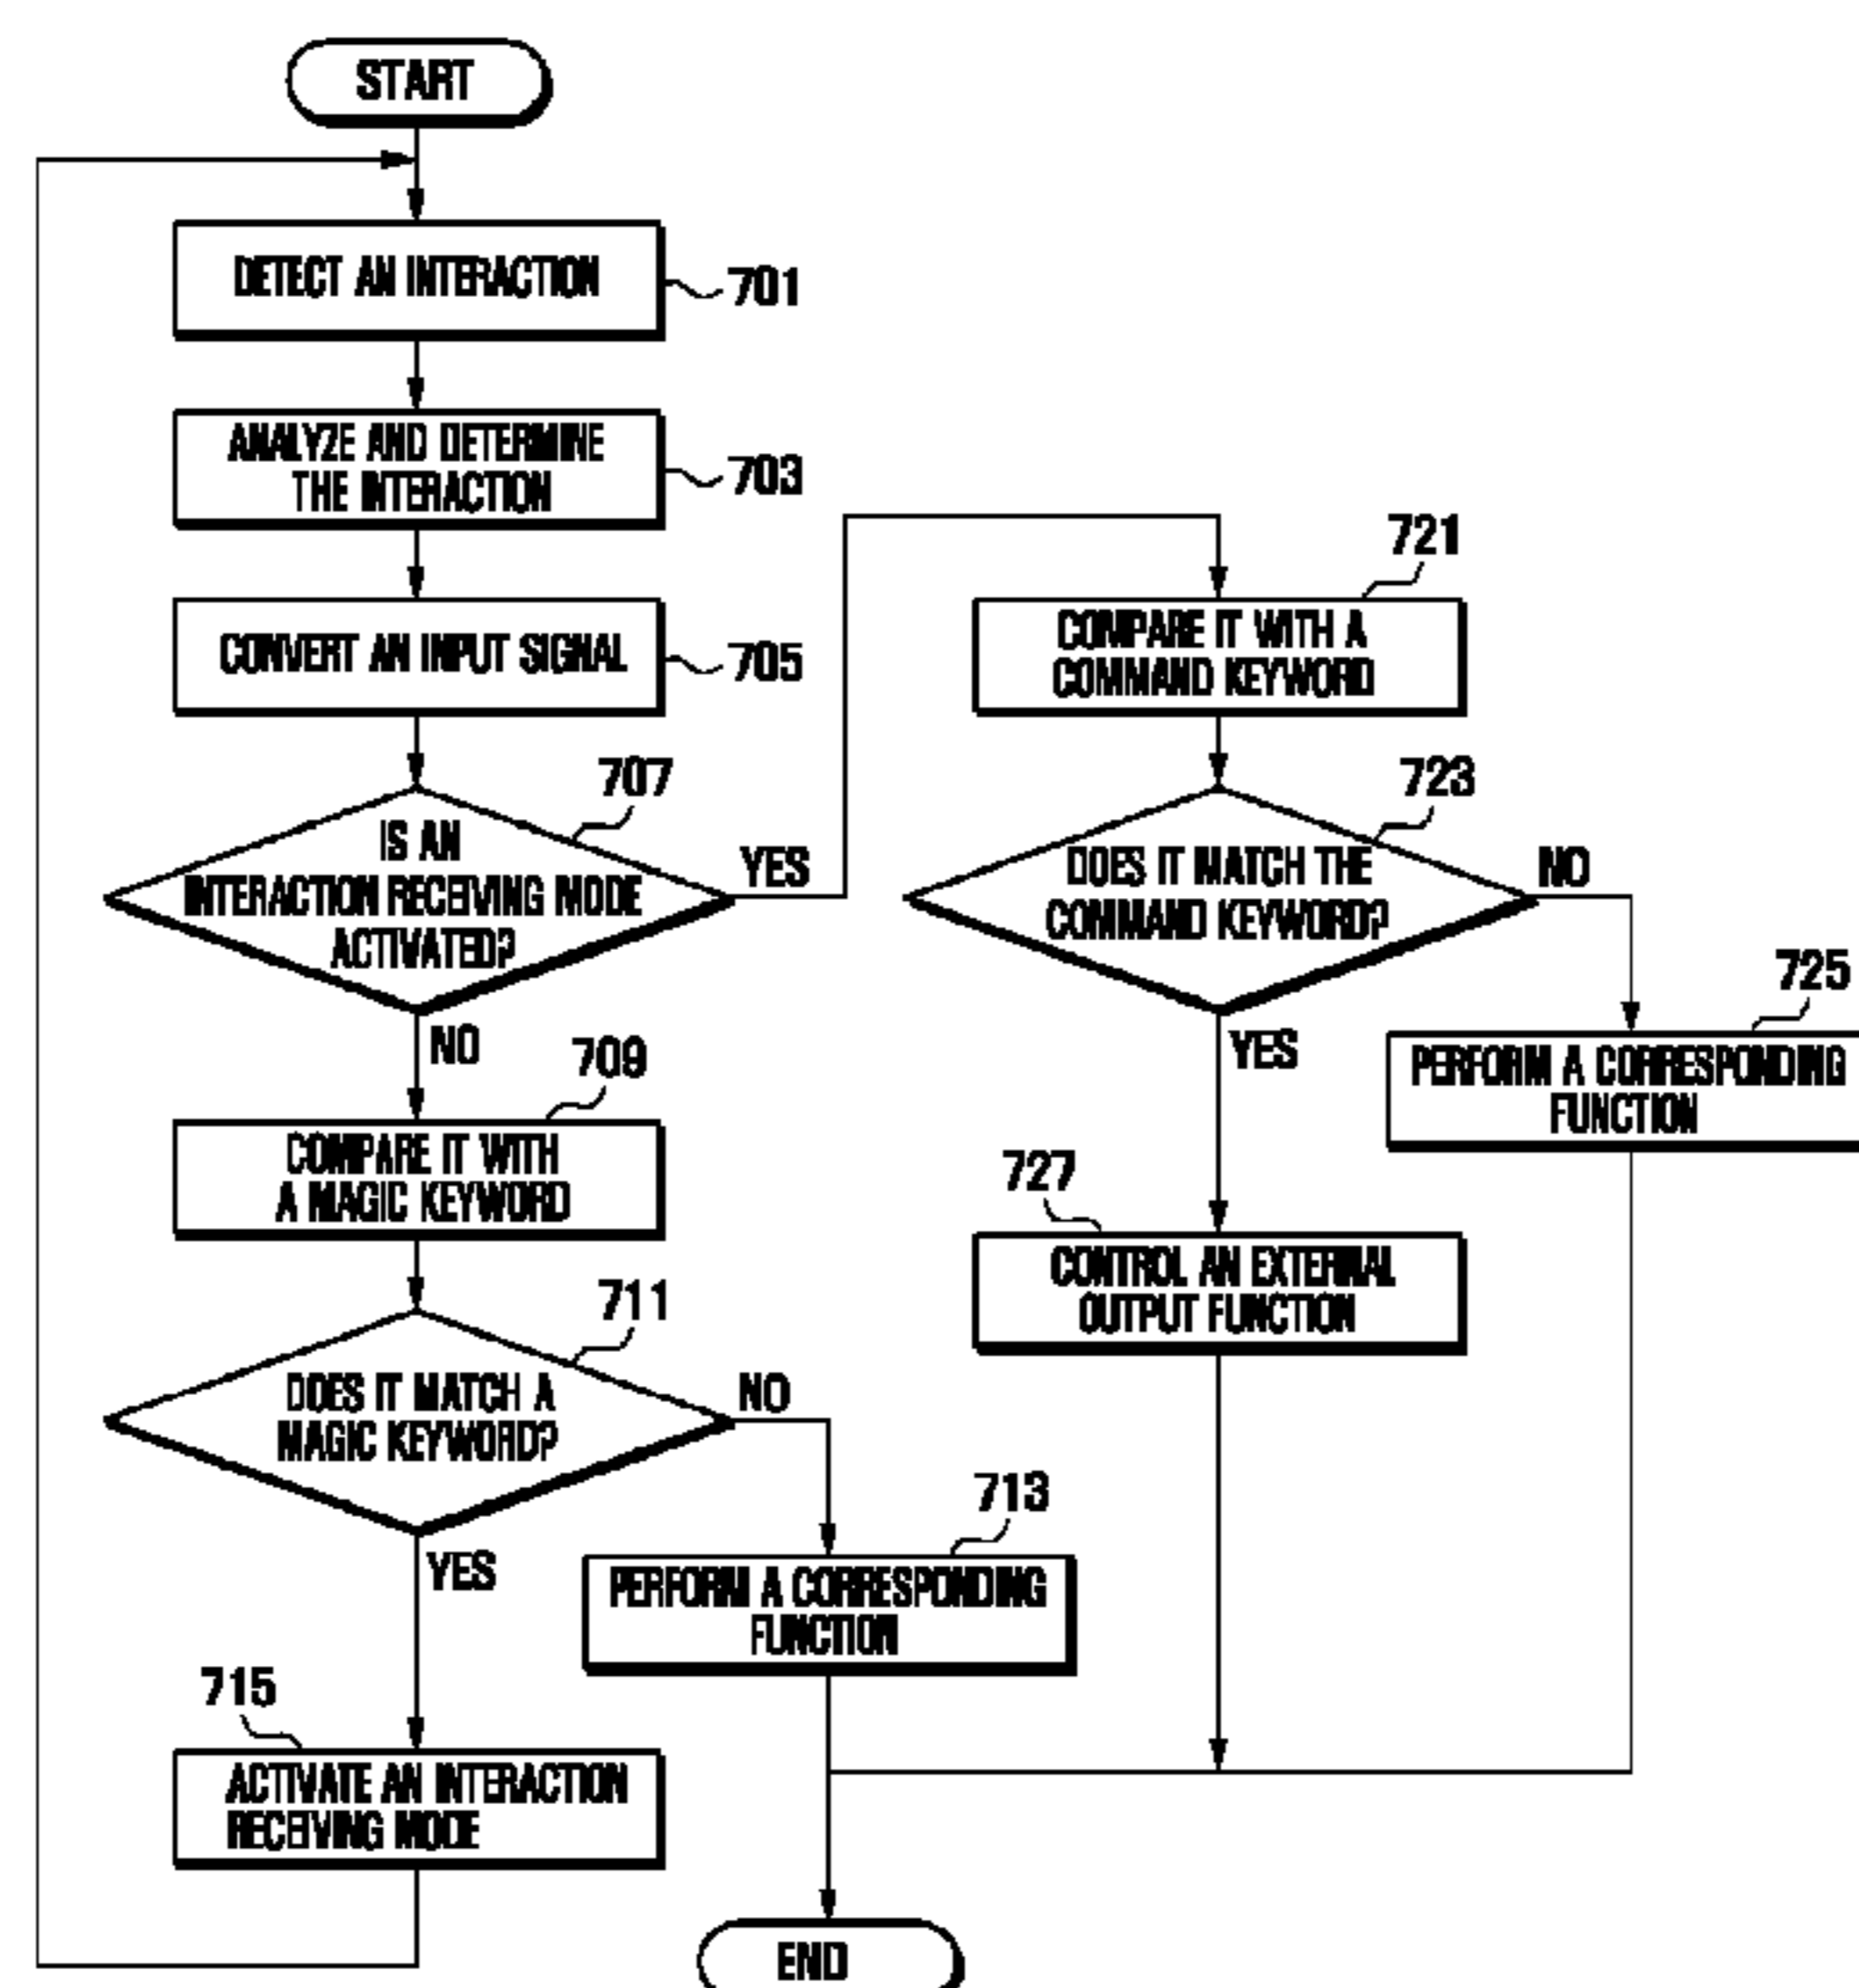 START
DETECT AN INTERACTION
701
ANALYZE AND DETERMINE
THE INTERACTION
703
CONVERT AN INPUT SIGNAL
705
707
IS AN
INTERACTION RECEIVING MODE
ACTIVATED?
YES
NO
709
COMPARE IT WITH
A MAGIC KEYWORD
711
DOES IT MATCH A
MAGIC KEYWORD?
NO
YES
713
PERFORM A CORRESPONDING
FUNCTION
715
ACTIVATE AN INTERACTION
RECEIVING MODE
721
COMPARE IT WITH A
COMMAND KEYWORD
723
DOES IT MATCH THE
COMMAND KEYWORD?
NO
YES
725
PERFORM A CORRESPONDING
FUNCTION
727
CONTROL AN EXTERNAL
OUTPUT FUNCTION
END